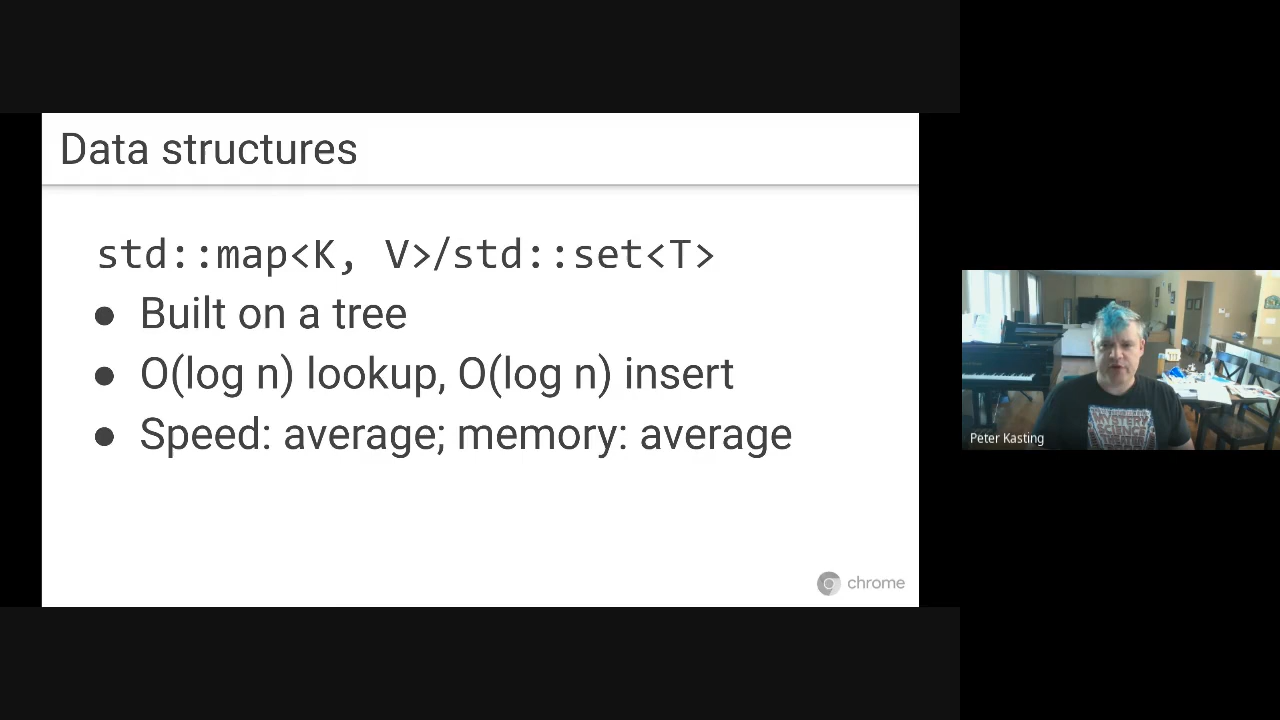 Data structures
std::map<K, V>/std::set<T>
● Built on a tree
● O(log n) lookup, O(log n) insert
● Speed: average; memory: average
chrome
Peter Kasting
MYSTERY